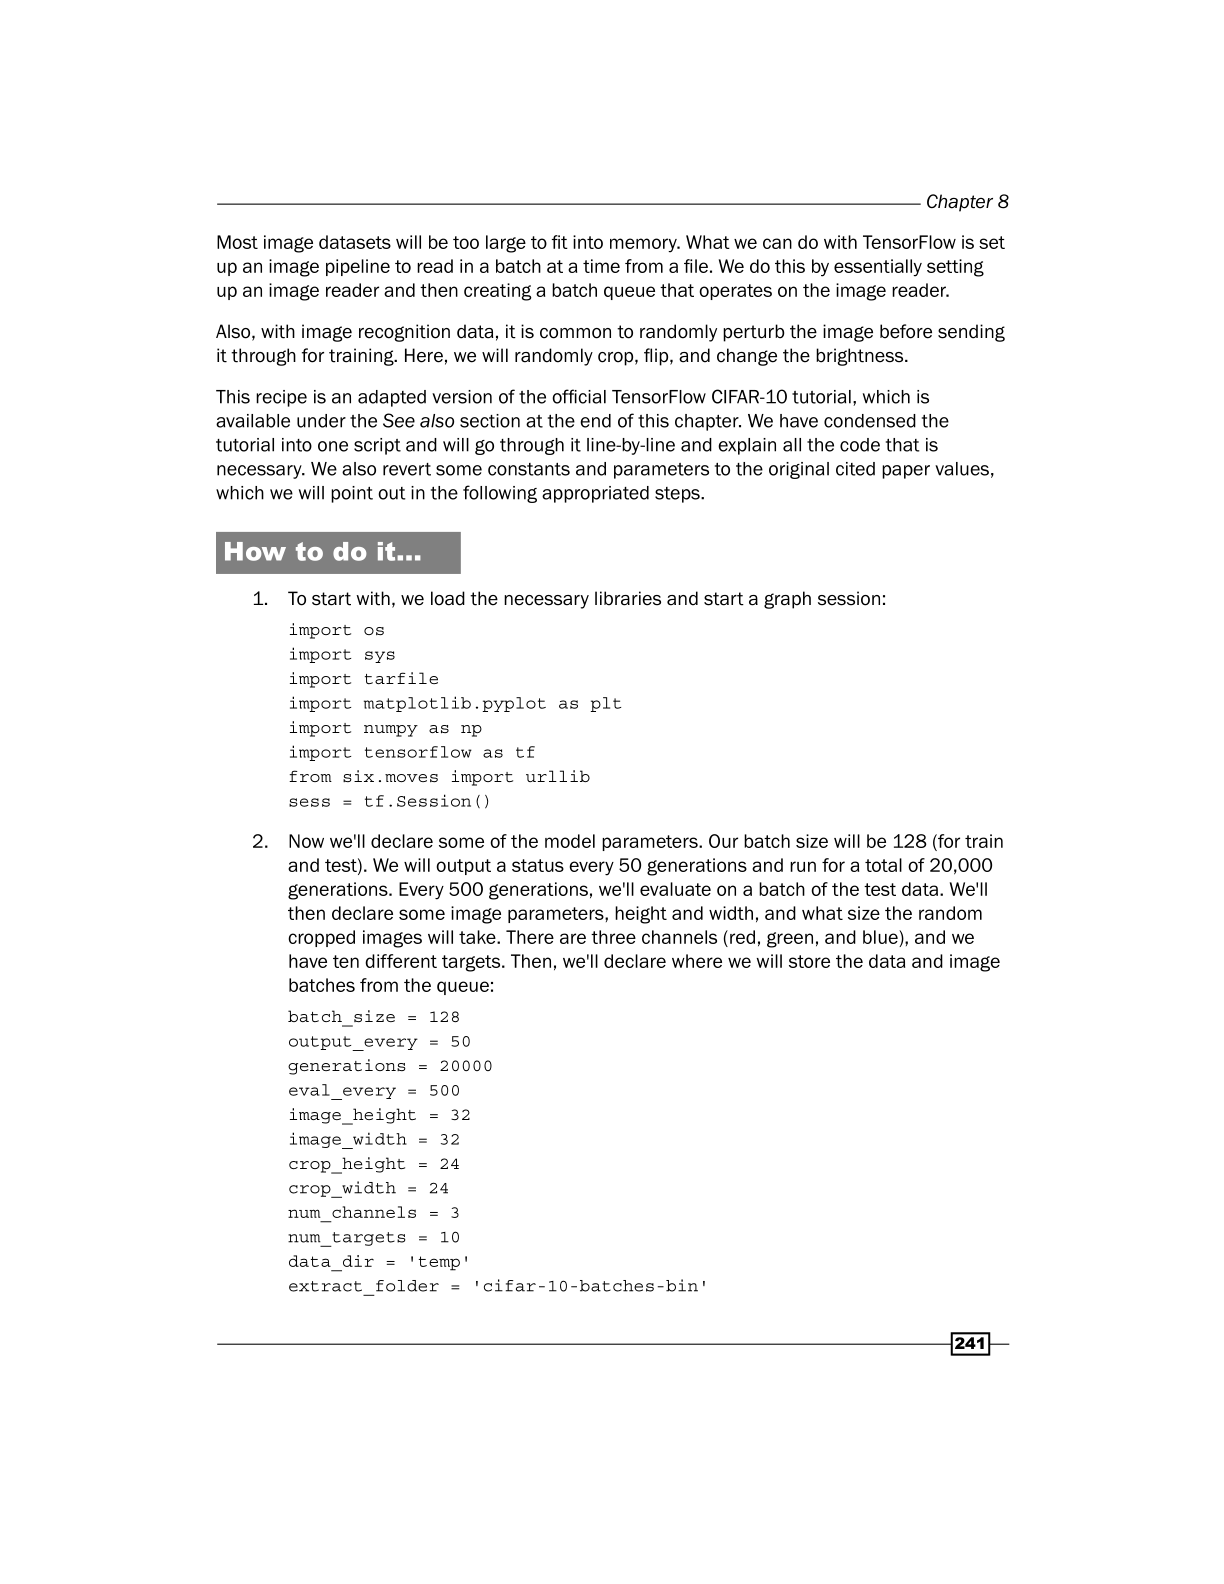 Chapter 8
Most image datasets will be too large to fit into memory. What we can do with TensorFlow is set
up an image pipeline to read in a batch at a time from a file. We do this by essentially setting
up an image reader and then creating a batch queue that operates on the image reader.
Also, with image recognition data, it is common to randomly perturb the image before sending
it through for training. Here, we will randomly crop, flip, and change the brightness.
This recipe is an adapted version of the official TensorFlow CIFAR-10 tutorial, which is
available under the See also section at the end of this chapter. We have condensed the
tutorial into one script and will go through it line-by-line and explain all the code that is
necessary. We also revert some constants and parameters to the original cited paper values,
which we will point out in the following appropriated steps.
How to do it…
1. To start with, we load the necessary libraries and start a graph session:
import os
import sys
import tarfile
import matplotlib.pyplot as plt
import numpy as np
import tensorflow as tf
from six.moves import urllib
sess = tf.Session()
2. Now we'll declare some of the model parameters. Our batch size will be 128 (for train
and test). We will output a status every 50 generations and run for a total of 20,000
generations. Every 500 generations, we'll evaluate on a batch of the test data. We'll
then declare some image parameters, height and width, and what size the random
cropped images will take. There are three channels (red, green, and blue), and we
have ten different targets. Then, we'll declare where we will store the data and image
batches from the queue:
batch_size = 128
output_every = 50
generations = 20000
eval_every = 500
image_height = 32
image_width = 32
crop_height = 24
crop_width = 24
num_channels = 3
num_targets = 10
data_dir = 'temp'
extract_folder = 'cifar-10-batches-bin'
241